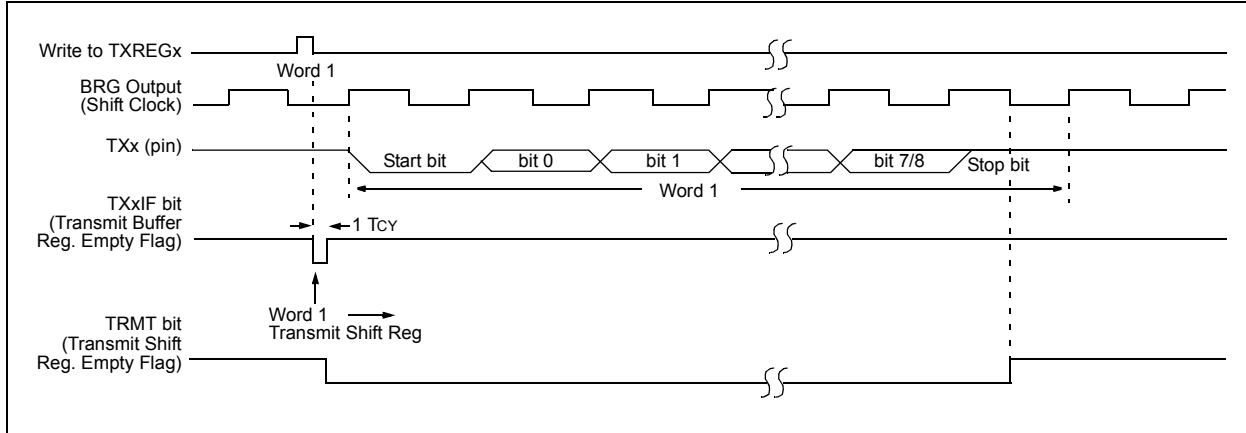 Write to TXREGx
Word 1
BRG Output
(Shift Clock)
TXx (pin)
Start bit
bit 0
bit 1
bit 7/8
Stop bit
Word 1
TXxIF bit
(Transmit Buffer
Reg. Empty Flag)
1 TCY
Word 1
Transmit Shift Reg
TRMT bit
(Transmit Shift
Reg. Empty Flag)